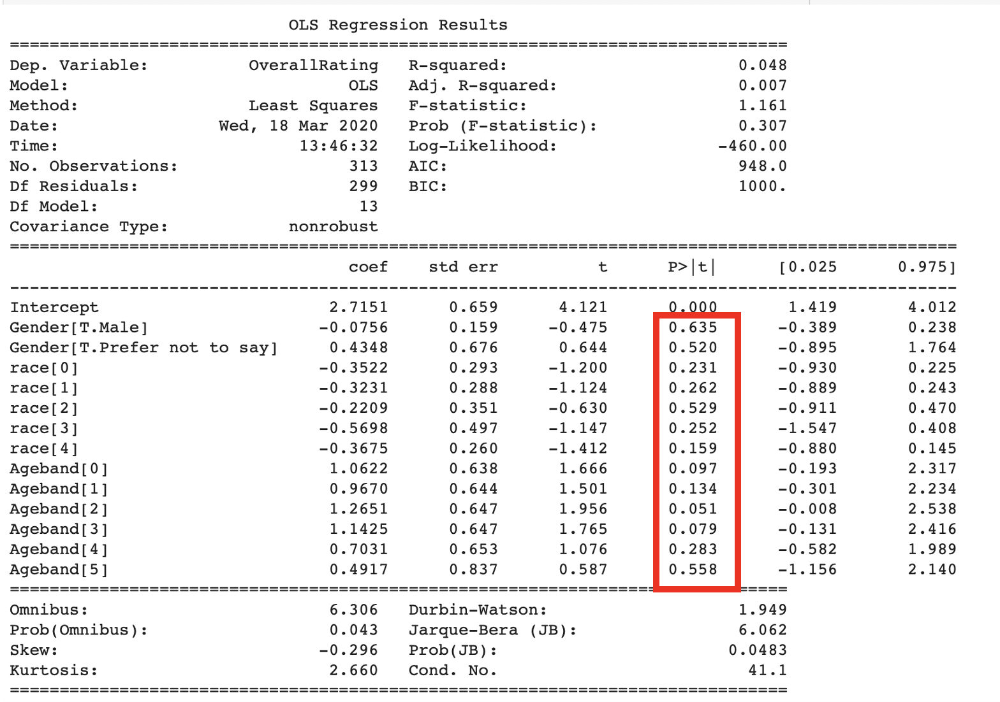 OLS Regression Results
==============================================================================
Dep. Variable: OverallRating R-squared: 0.048
Model: OLS Adj. R-squared: 0.007
Method: Least Squares F-statistic: 1.161
Date: Wed, 18 Mar 2020 Prob (F-statistic): 0.307
Time: 13:46:32 Log-Likelihood: -460.00
No. Observations: 313 AIC: 948.0
Df Residuals: 299 BIC: 1000.
Df Model: 13
Covariance Type: nonrobust
===============================================================================================
coef std err t P>|t| [0.025 0.975]
-----------------------------------------------------------------------------------------------
Intercept 2.7151 0.659 4.121 0.000 1.419 4.012
Gender[T.Male] -0.0756 0.159 -0.475 0.635 -0.389 0.238
Gender[T.Prefer not to say] 0.4348 0.676 0.644 0.520 -0.895 1.764
race[0] -0.3522 0.293 -1.200 0.231 -0.930 0.225
race[1] -0.3231 0.288 -1.124 0.262 -0.889 0.243
race[2] -0.2209 0.351 -0.630 0.529 -0.911 0.470
race[3] -0.5698 0.497 -1.147 0.252 -1.547 0.408
race[4] -0.3675 0.260 -1.412 0.159 -0.880 0.145
Ageband[0] 1.0622 0.638 1.666 0.097 -0.193 2.317
Ageband[1] 0.9670 0.644 1.501 0.134 -0.301 2.234
Ageband[2] 1.2651 0.647 1.956 0.051 -0.008 2.538
Ageband[3] 1.1425 0.647 1.765 0.079 -0.131 2.416
Ageband[4] 0.7031 0.653 1.076 0.283 -0.582 1.989
Ageband[5] 0.4917 0.837 0.587 0.558 -1.156 2.140
==============================================================================
Omnibus: 6.306 Durbin-Watson: 1.949
Prob(Omnibus): 0.043 Jarque-Bera (JB): 6.062
Skew: -0.296 Prob(JB): 0.0483
Kurtosis: 2.660 Cond. No. 41.1
==============================================================================